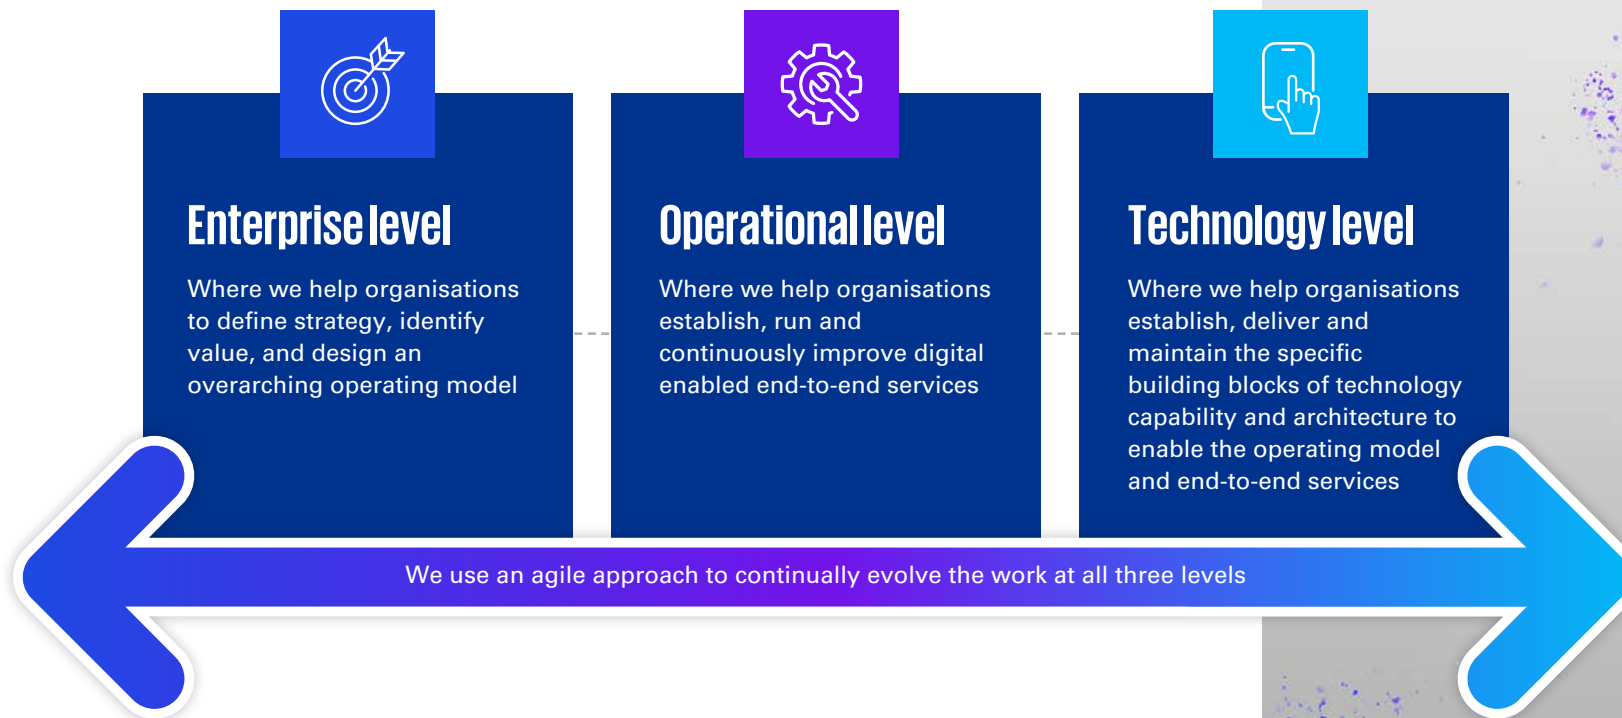 Enterprise level
Where we help organisations
to define strategy, identify
value, and design an
overarching operating model
Operational level
Where we help organisations
establish, run and
continuously improve digital
enabled end-to-end services
Technology level
Where we help organisations
establish, deliver and
maintain the specific
building blocks of technology
capability and architecture to
enable the operating model
and end-to-end services
We use an agile approach to continually evolve the work at all three levels